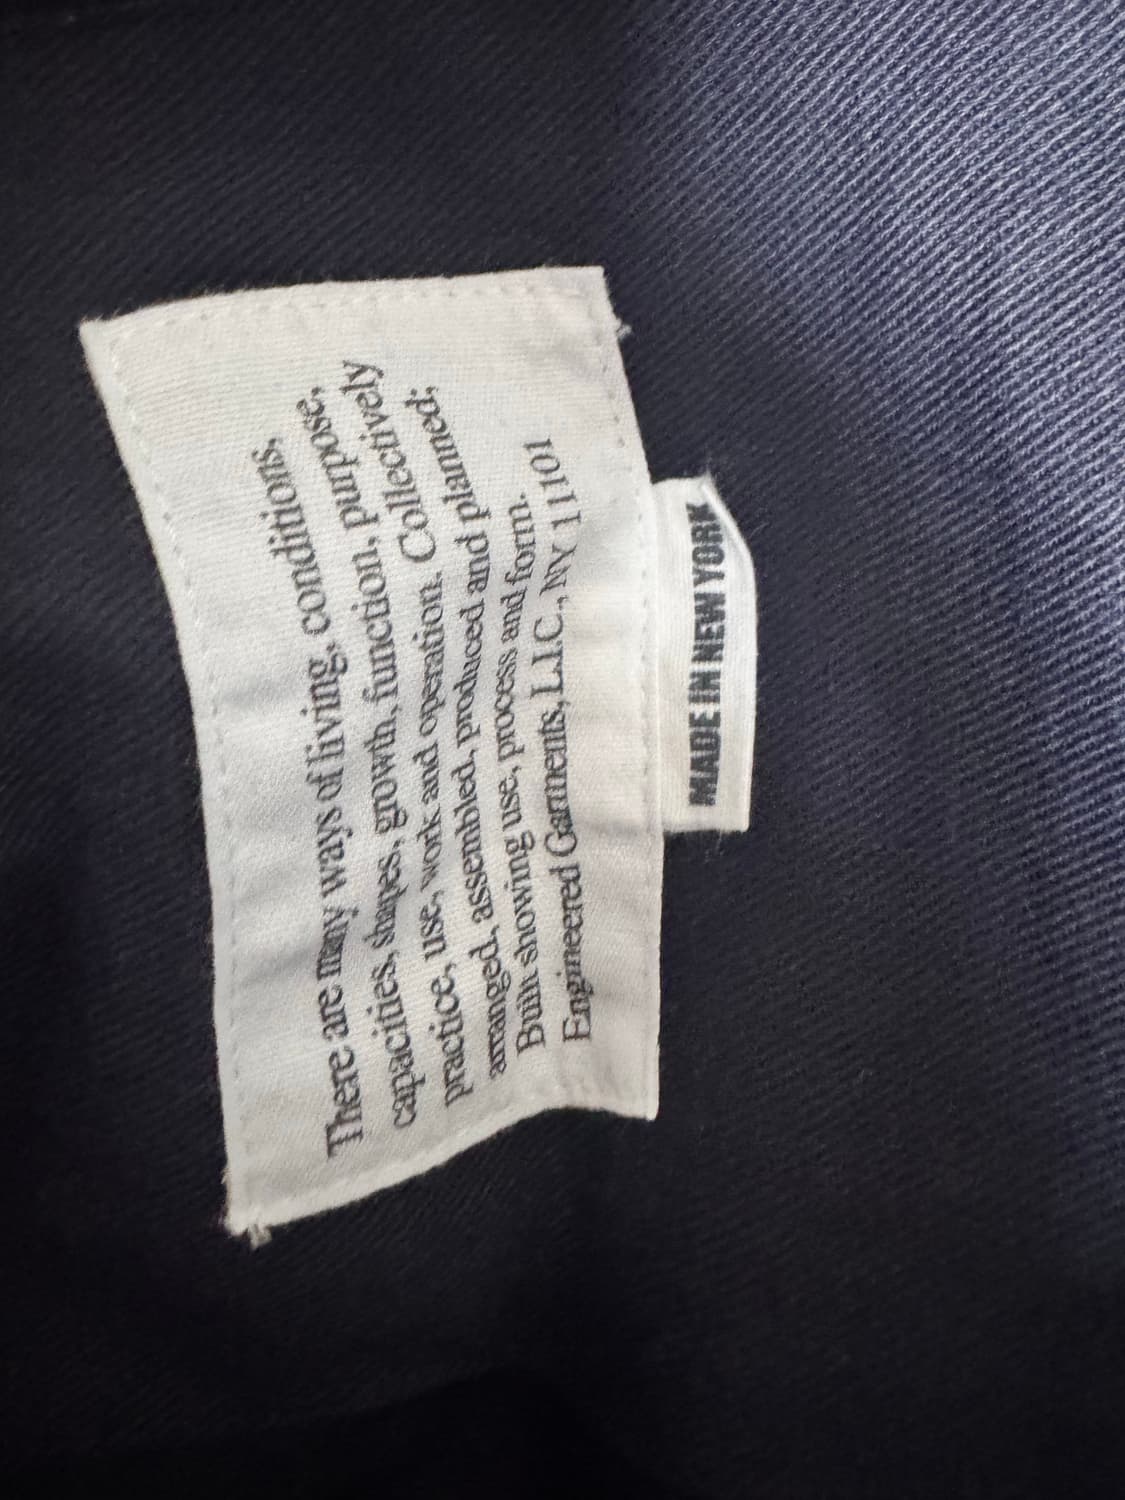 There are many ways of living, conditions,
capacities, shapes, growth, function, purpose,
practice, use, work and operation. Collectively
arranged, assembled, produced and planned;
Built showing use, process and form.
Engineered Garments, L.L.C., NY 11101
MADE IN NEW YORK